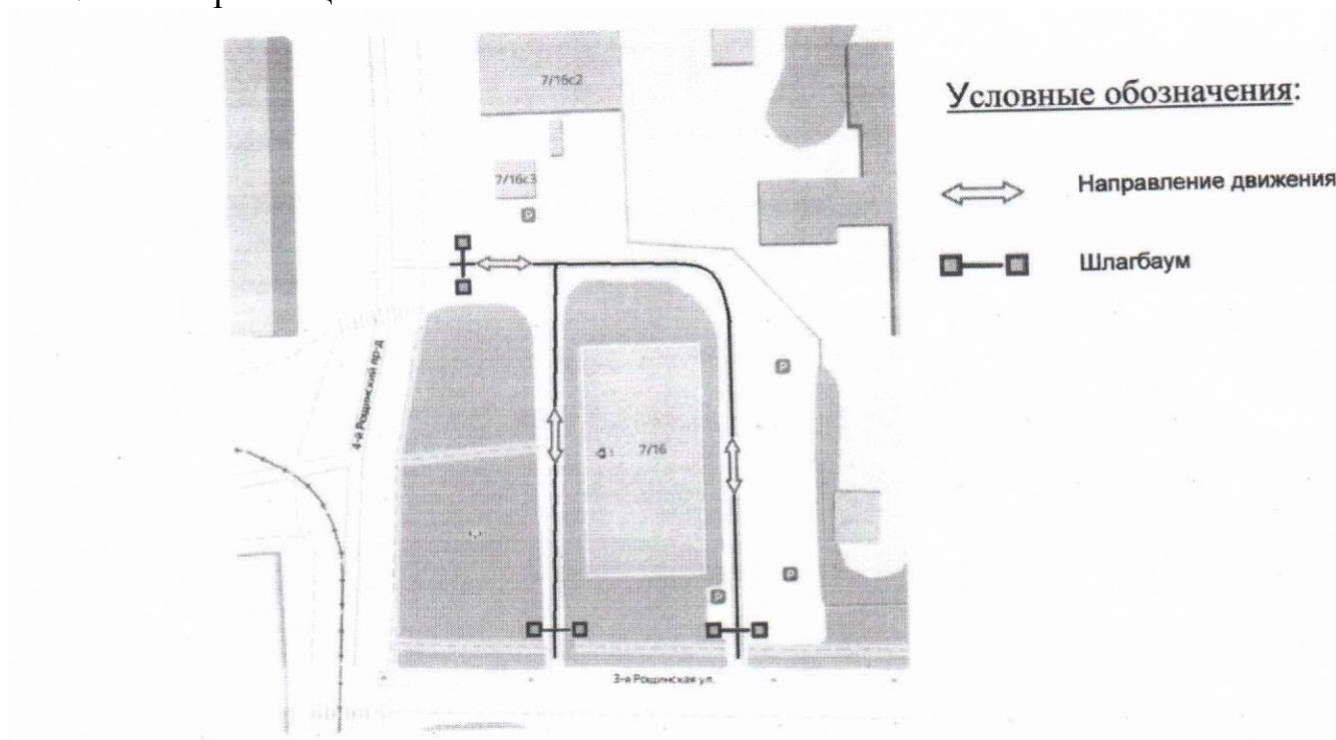 7/16с2
Условные обозначения:
7/16с3
P
Направление движения
Шлагбаум
P
4-й Рощинский пр-д
7/16
P
P
3-я Рощинская ул.